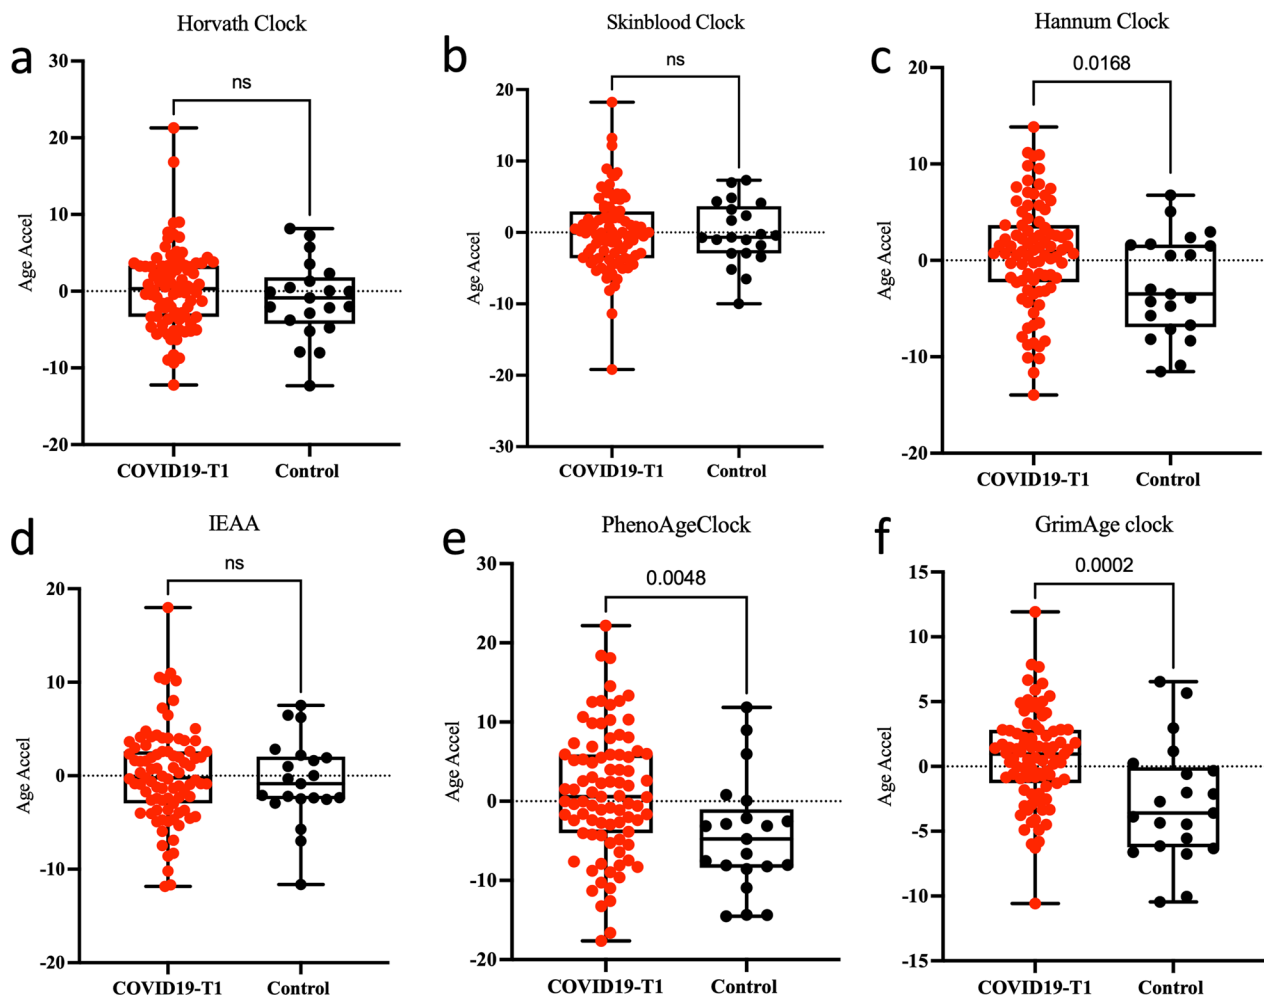 a
Horvath Clock
ns
30
20
10
0
-10
-20
Age Accel
COVID19-T1 Control
b
Skinblood Clock
ns
20
10
0
-10
-20
-30
Age Accel
COVID19-T1 Control
c
Hannum Clock
0.0168
20
10
0
-10
-20
Age Accel
COVID19-T1 Control
d
IEAA
ns
20
10
0
-10
-20
Age Accel
COVID19-T1 Control
e
PhenoAgeClock
0.0048
30
20
10
0
-10
-20
Age Accel
COVID19-T1 Control
f
GrimAge clock
0.0002
15
10
5
0
-5
-10
-15
Age Accel
COVID19-T1 Control